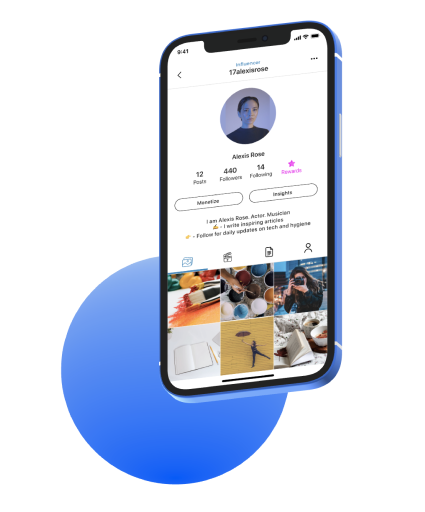 9:41
influencer
17alexisrose
Alexis Rose
12
Posts
440
Followers
14
Following
Rewards
Monetize
Insights
I am Alexis Rose. Actor. Musician
✍️ - I write inspiring articles
👉 - Follow for daily updates on tech and hygiene